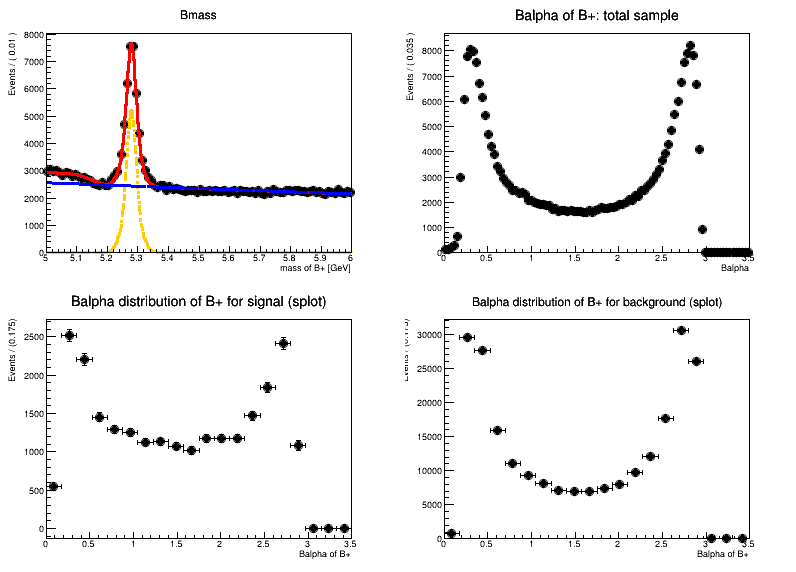 Bmass
Events / ( 0.01 )
8000
7000
6000
5000
4000
3000
2000
1000
0
5 5.1 5.2 5.3 5.4 5.5 5.6 5.7 5.8 5.9 6
mass of B+ [GeV]
Balpha of B+: total sample
Events / ( 0.035 )
8000
7000
6000
5000
4000
3000
2000
1000
0
0 0.5 1 1.5 2 2.5 3 3.5
Balpha
Balpha distribution of B+ for signal (splot)
Events / (0.175)
2500
2000
1500
1000
500
0
0 0.5 1 1.5 2 2.5 3 3.5
Balpha of B+
Balpha distribution of B+ for background (splot)
Events /
30000
25000
20000
15000
10000
5000
0
0 0.5 1 1.5 2 2.5 3 3.5
Balpha of B+